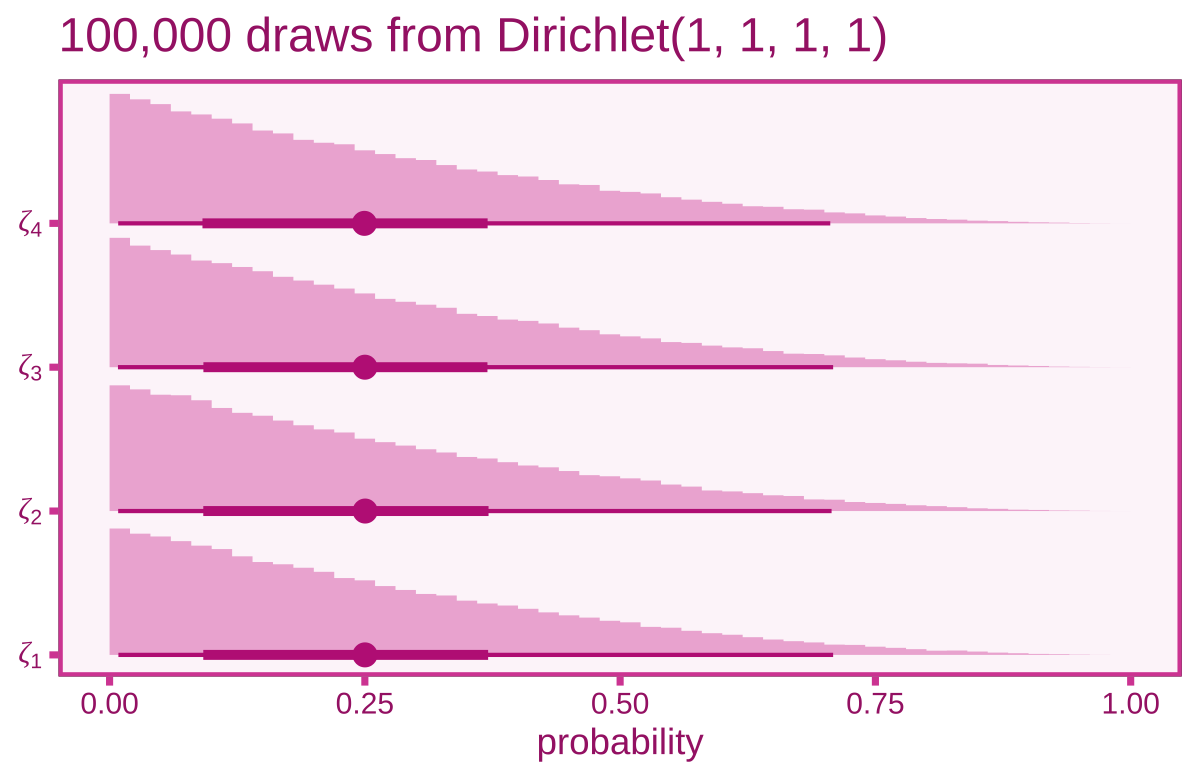 100,000 draws from Dirichlet(1, 1, 1, 1)
ζ4
ζ3
ζ2
ζ1
0.00 0.25 0.50 0.75 1.00
probability